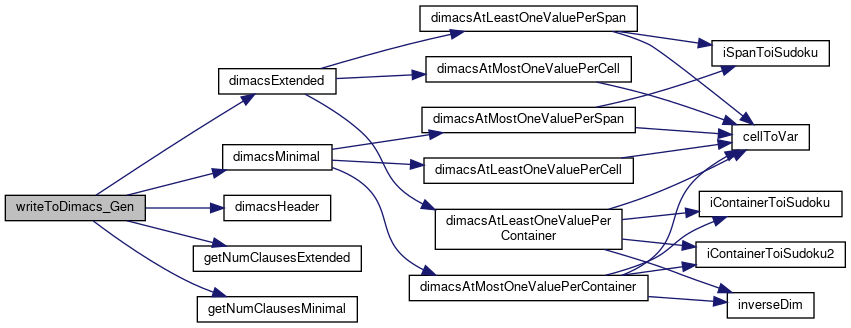 writeToDimacs_Gen
dimacsExtended
dimacsMinimal
dimacsHeader
getNumClausesExtended
getNumClausesMinimal
dimacsAtLeastOneValuePerSpan
dimacsAtMostOneValuePerCell
dimacsAtMostOneValuePerSpan
dimacsAtLeastOneValuePerCell
dimacsAtLeastOneValuePer
Container
dimacsAtMostOneValuePerContainer
iSpanToiSudoku
cellToVar
iContainerToiSudoku
iContainerToiSudoku2
inverseDim